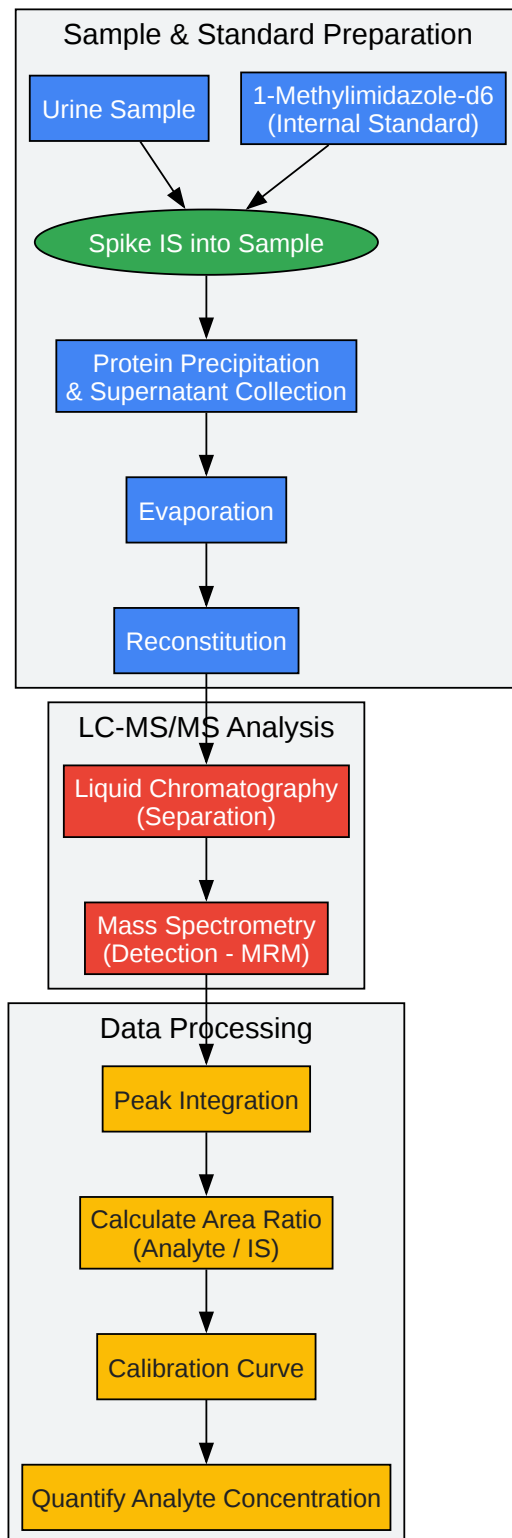 Sample & Standard Preparation
Urine Sample
1-Methylimidazole-d6
(Internal Standard)
Spike IS into Sample
Protein Precipitation
& Supernatant Collection
Evaporation
Reconstitution
LC-MS/MS Analysis
Liquid Chromatography
(Separation)
Mass Spectrometry
(Detection - MRM)
Data Processing
Peak Integration
Calculate Area Ratio
(Analyte / IS)
Calibration Curve
Quantify Analyte Concentration